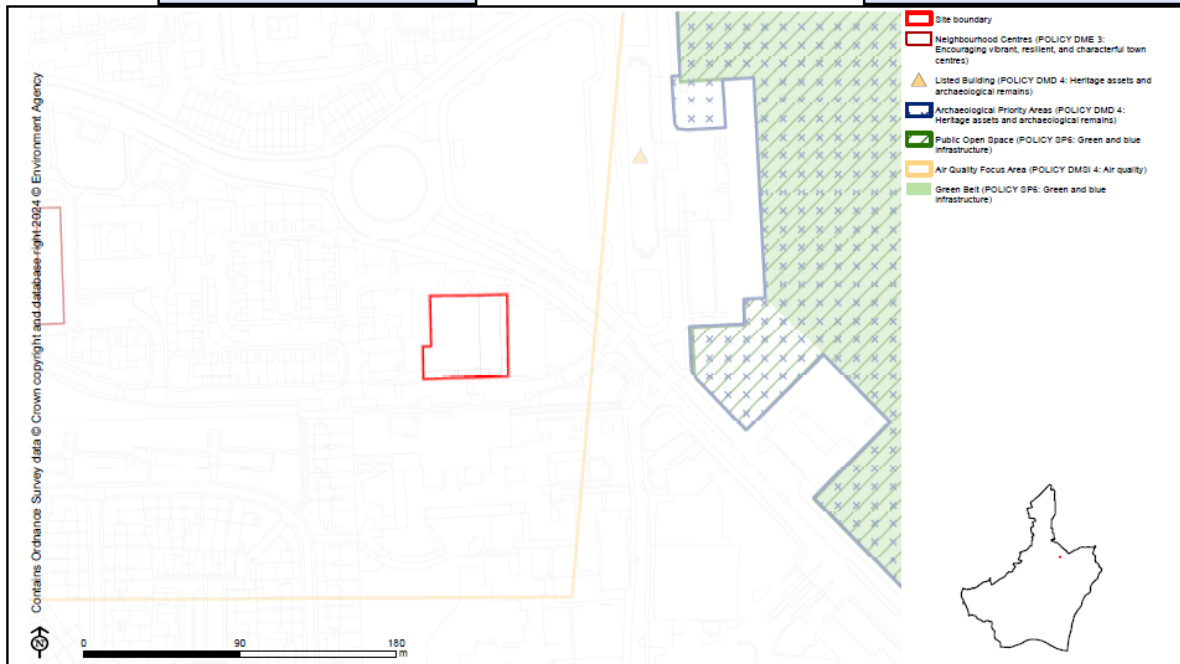 Site boundary
Neighbourhood Centres (POLICY DME 3:
Encouraging vibrant, resilient, and characterful town
centres)
Listed Building (POLICY DMD 4: Heritage assets and
archaeological remains)
Archaeological Priority Areas (POLICY DMD 4:
Heritage assets and archaeological remains)
Public Open Space (POLICY SP6: Green and blue
infrastructure)
Air Quality Focus Area (POLICY DMSI 4: Air quality)
Green Belt (POLICY SP6: Green and blue
infrastructure)
Contains Ordnance Survey data © Crown copyright and database right 2024 © Environment Agency
N
0 90 180
m